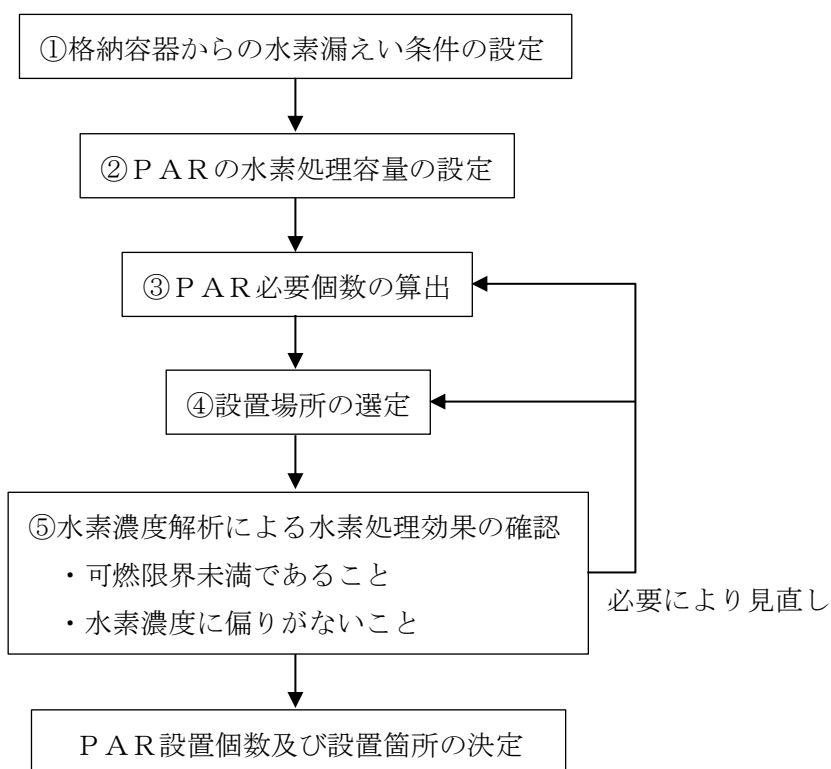 ①格納容器からの水素漏えい条件の設定
②ＰＡＲの水素処理容量の設定
③ＰＡＲ必要個数の算出
④設置場所の選定
⑤水素濃度解析による水素処理効果の確認
・可燃限界未満であること
・水素濃度に偏りがないこと
必要により見直し
ＰＡＲ設置個数及び設置箇所の決定